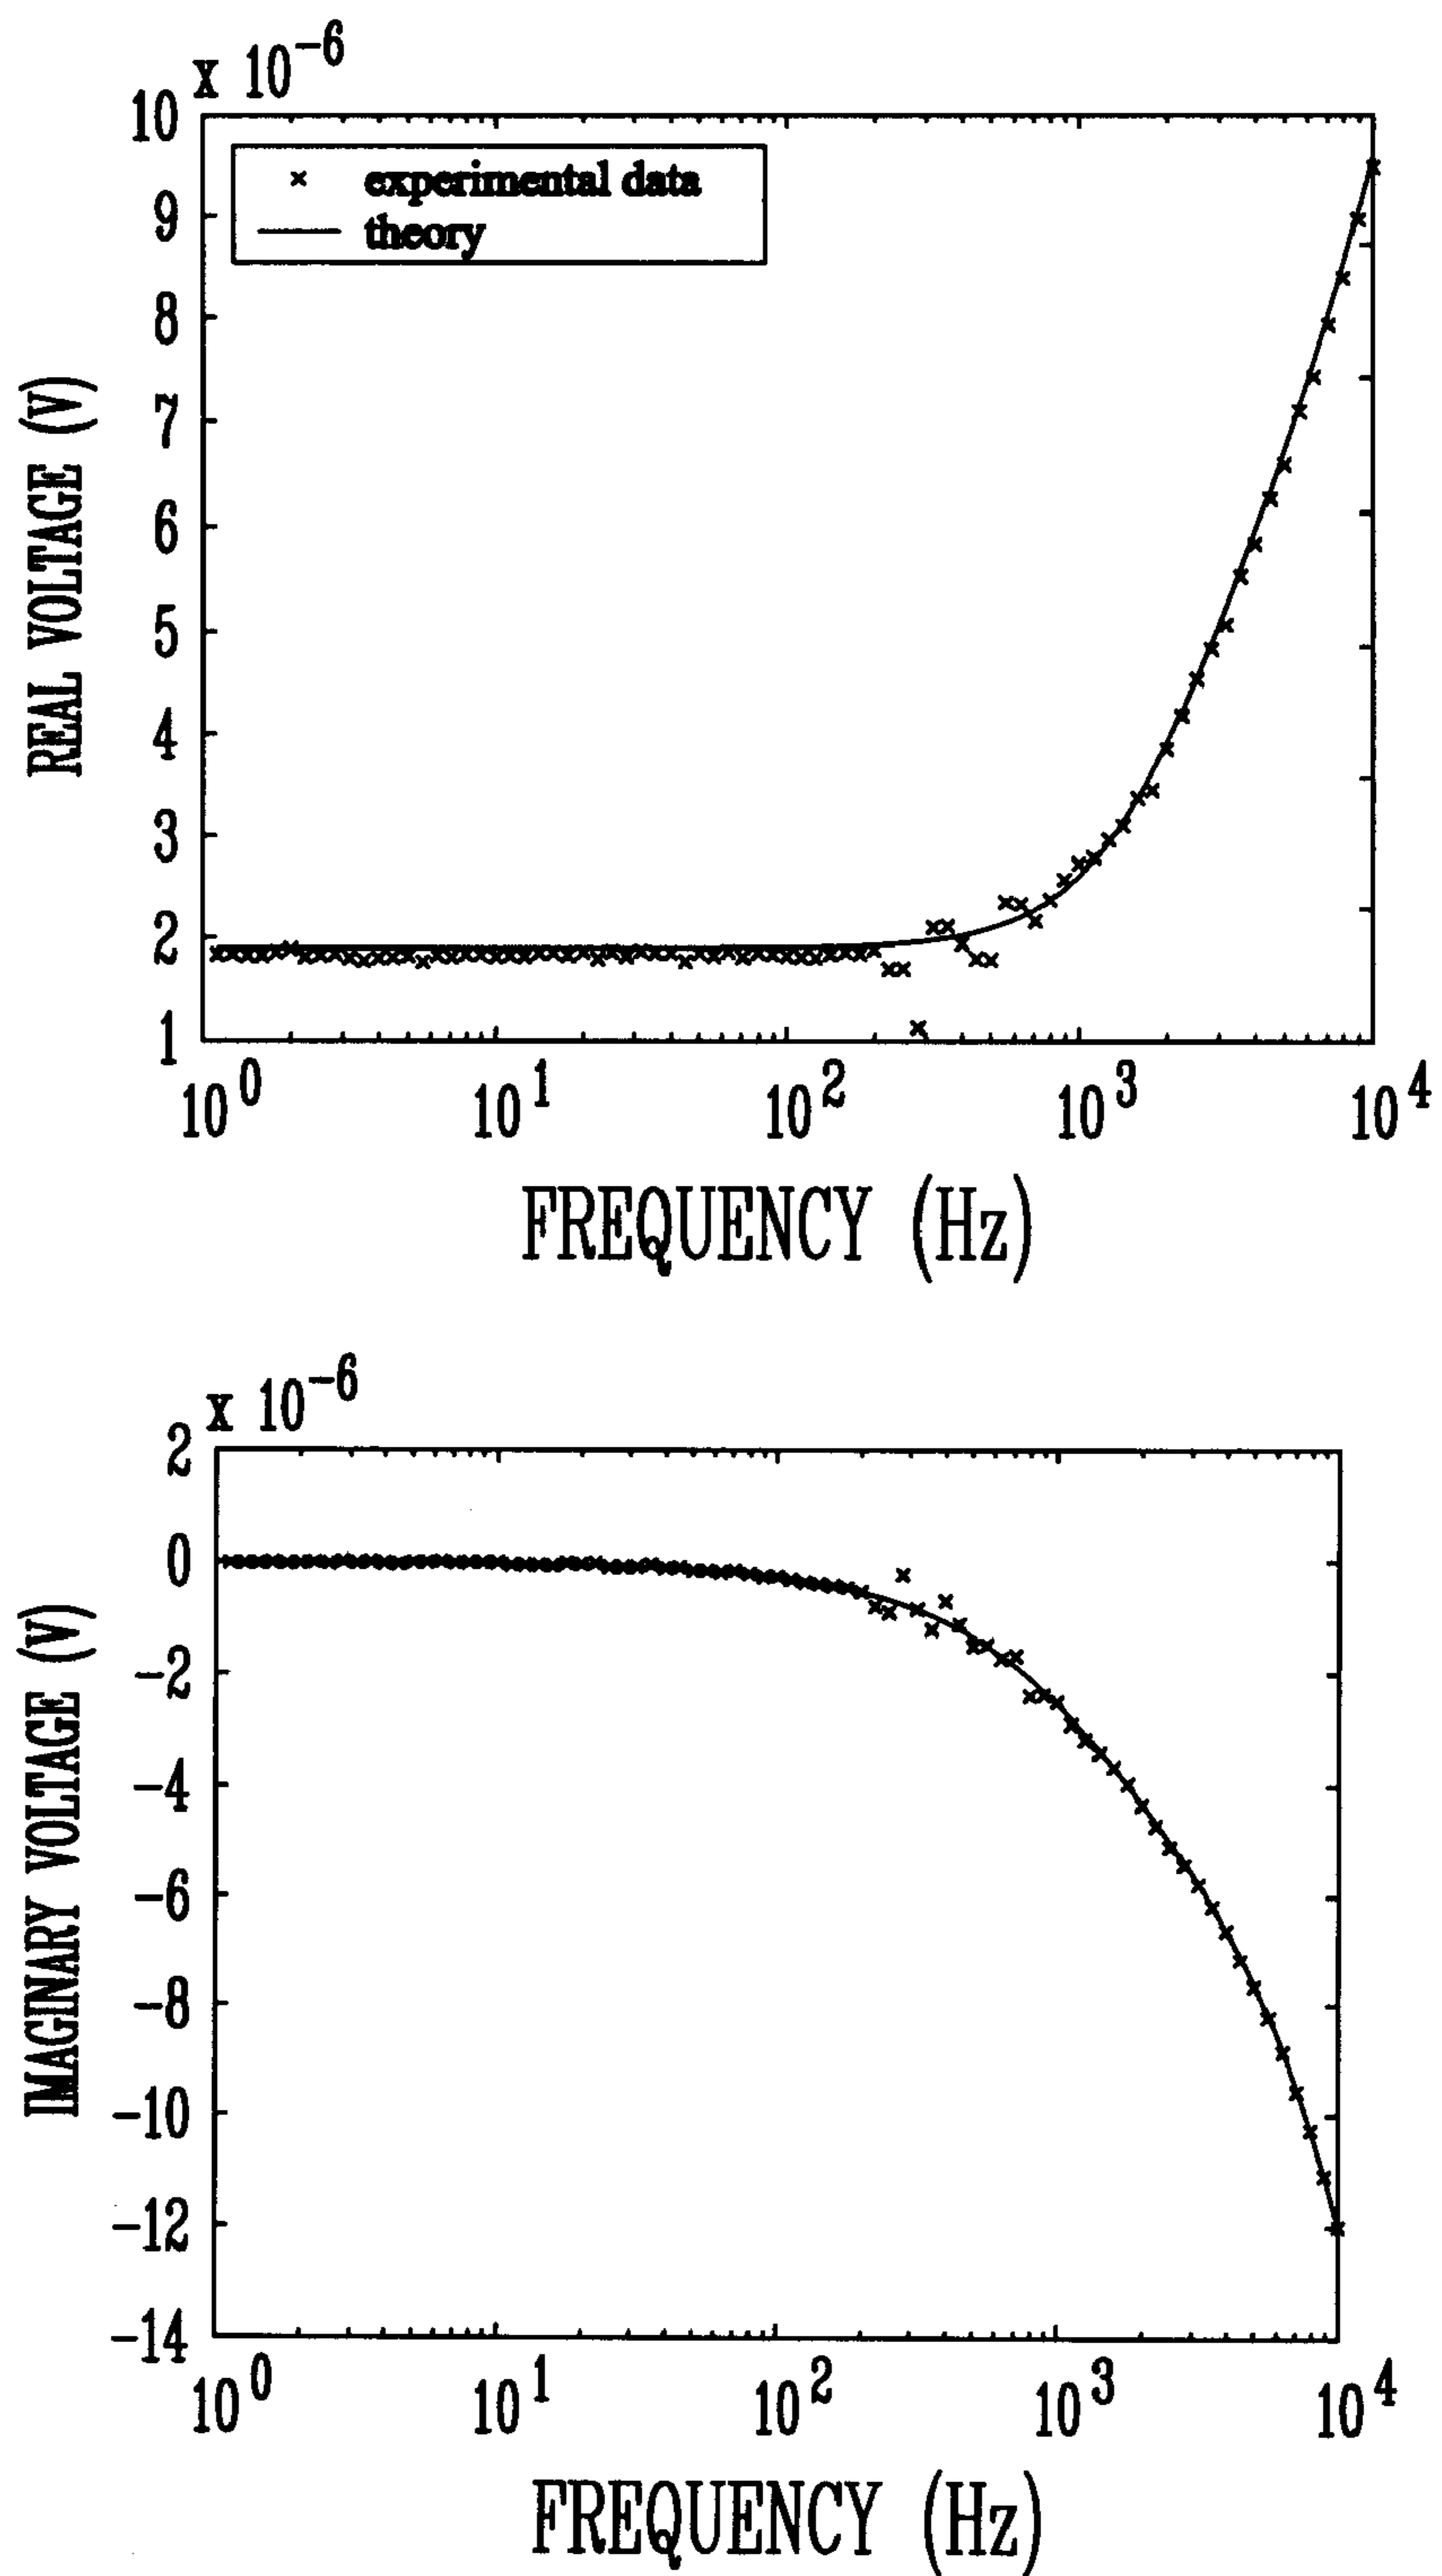 x 10^-6
10
9
8
7
6
5
4
3
2
1
REAL VOLTAGE (V)
x experimental data
theory
10^0 10^1 10^2 10^3 10^4
FREQUENCY (Hz)
x 10^-6
2
0
-2
-4
-6
-8
-10
-12
-14
IMAGINARY VOLTAGE (V)
10^0 10^1 10^2 10^3 10^4
FREQUENCY (Hz)